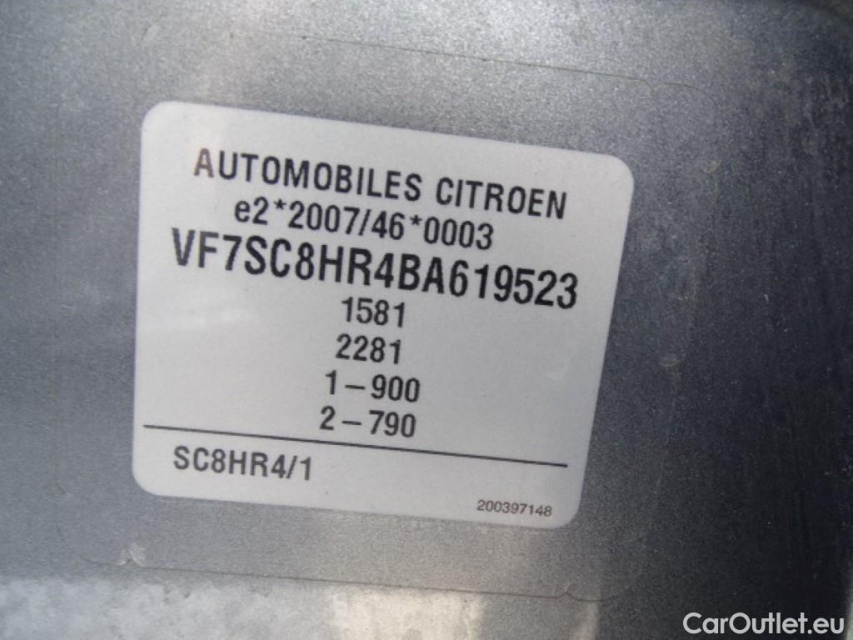 AUTOMOBILES CITROEN
e2*2007/46*0003
VF7SC8HR4BA619523
1581
2281
1-900
2-790
SC8HR4/1
200397148
CarOutlet.eu